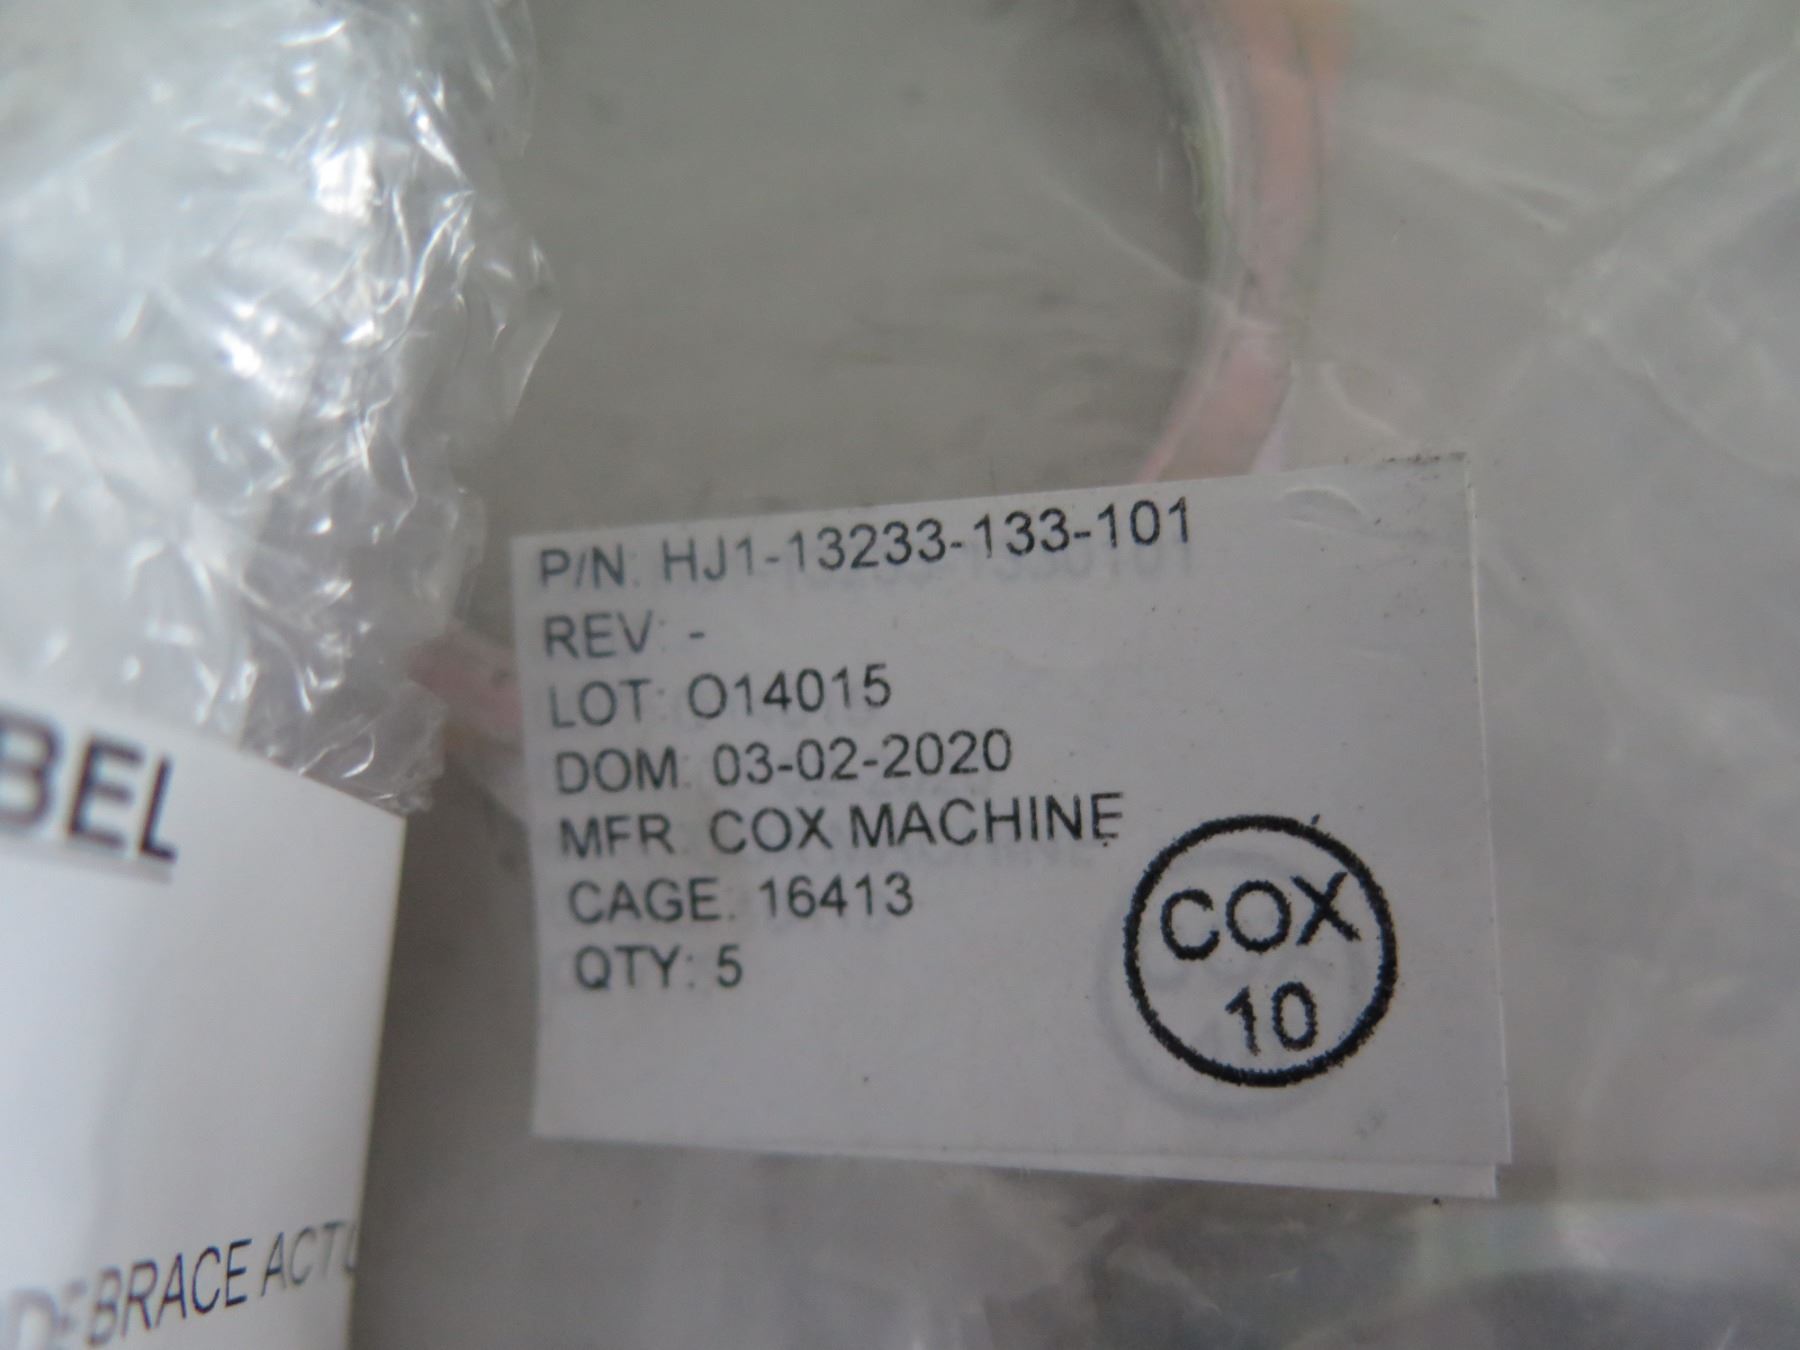 P/N: HJ1-13233-133-101
REV: -
LOT: O14015
DOM: 03-02-2020
MFR: COX MACHINE
CAGE: 16413
QTY: 5
COX
10
BEL
BRACE ACT